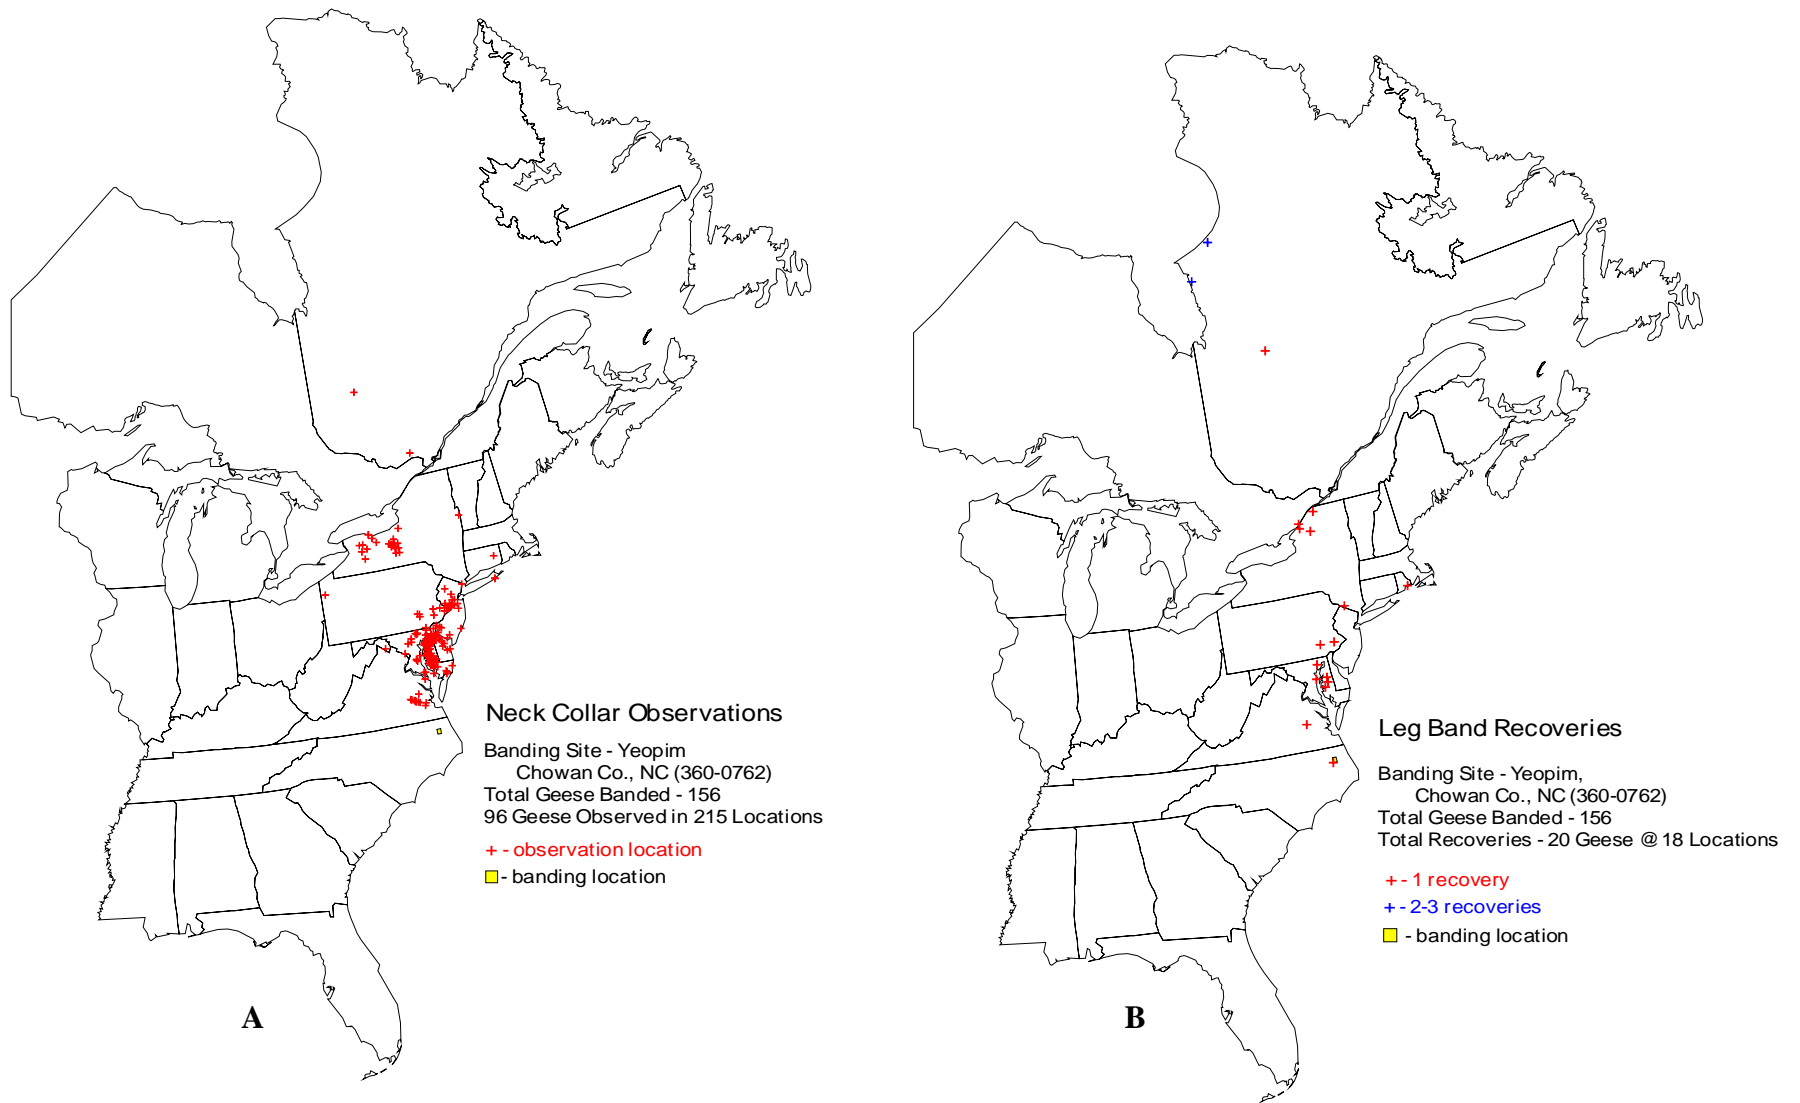 Neck Collar Observations
Banding Site - Yeopim
Chowan Co., NC (360-0762)
Total Geese Banded - 156
96 Geese Observed in 215 Locations
+ - observation location
- banding location
A
Leg Band Recoveries
Banding Site - Yeopim,
Chowan Co., NC (360-0762)
Total Geese Banded - 156
Total Recoveries - 20 Geese @ 18 Locations
+ - 1 recovery
+ - 2-3 recoveries
- banding location
B